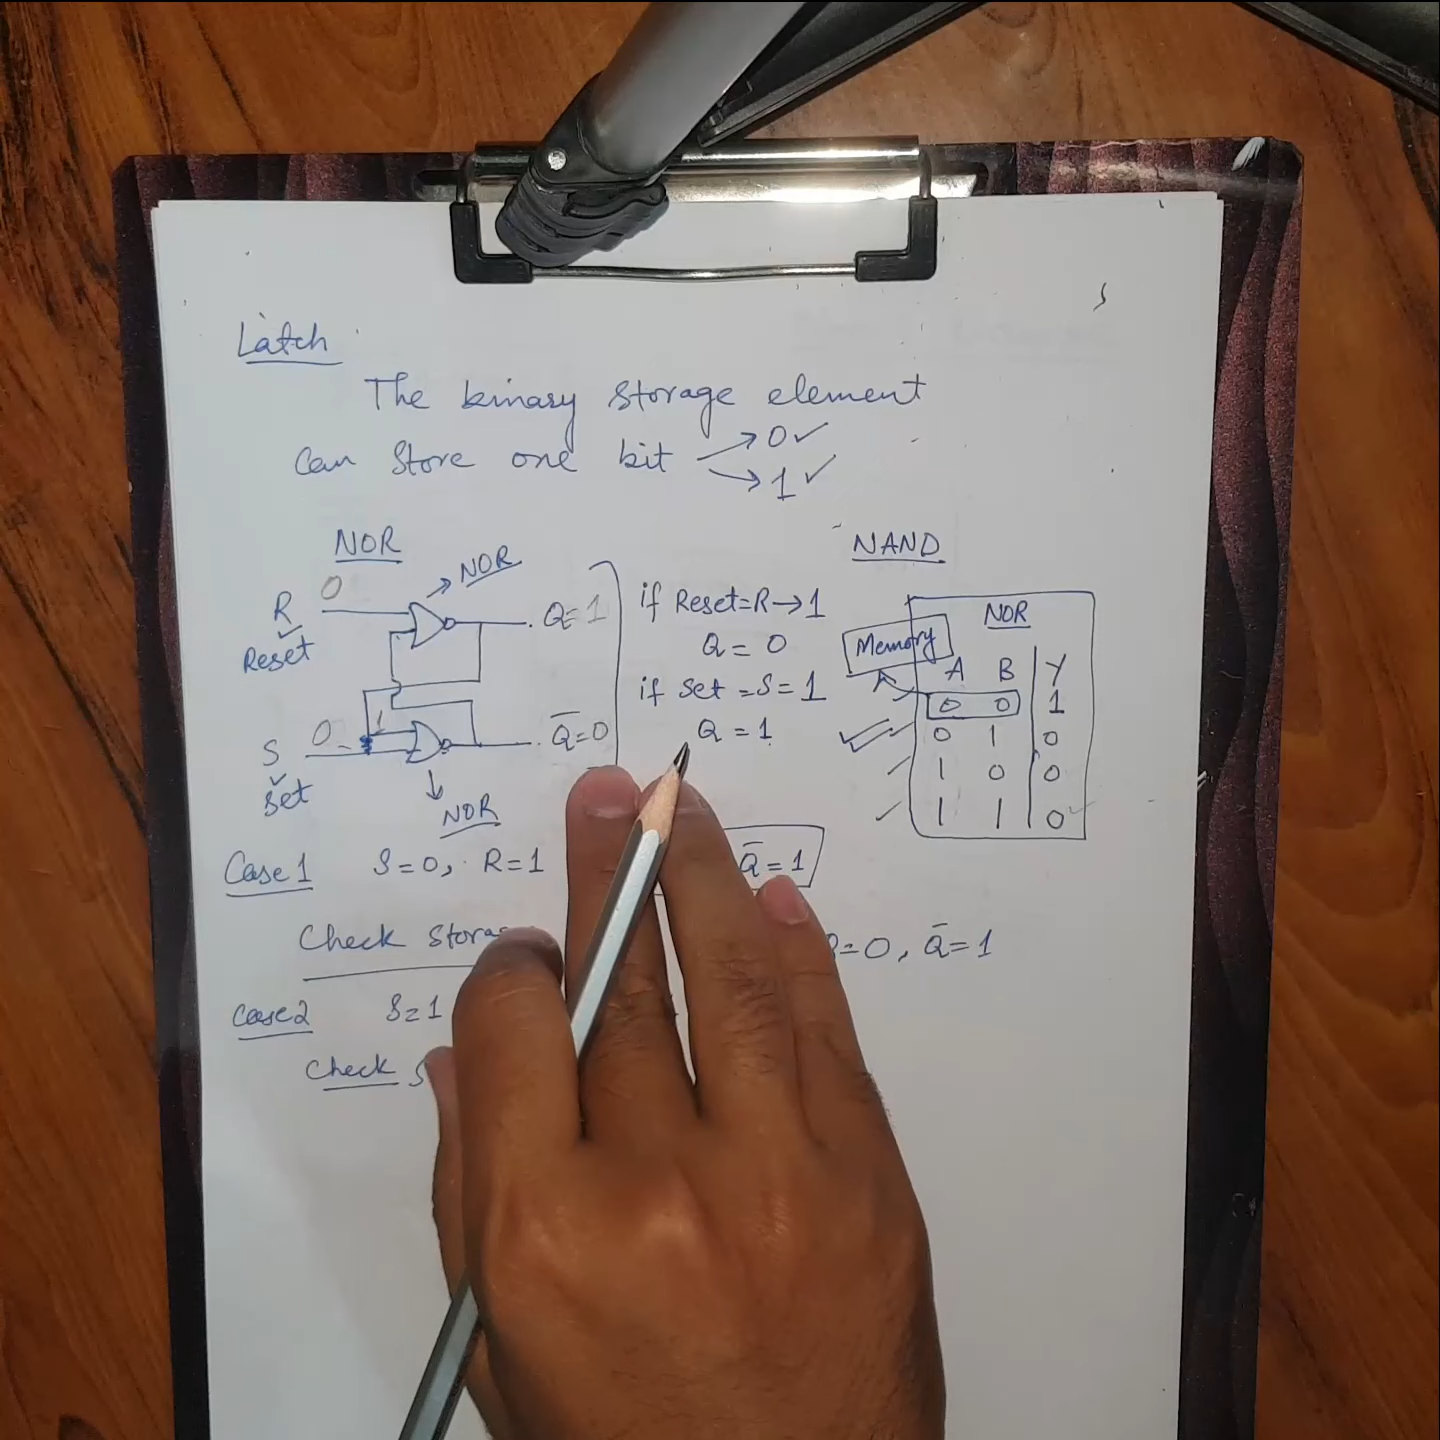 Latch
The binary storage element
Can Store one bit → 0 ✓
→ 1 ✓
NOR
→ NOR
R 0
Reset
Q=1
S 0 1
Set
Q̅=0
↓
NOR
if Reset=R→1
Q = 0
if Set =S=1
Q = 1
NAND
Memory
NOR
A B Y
0 0 1
0 1 0
1 0 0
1 1 0
Case 1 S=0, R=1 Q̅=1
Check =0, Q̅=1
Case 2 S=1
Check